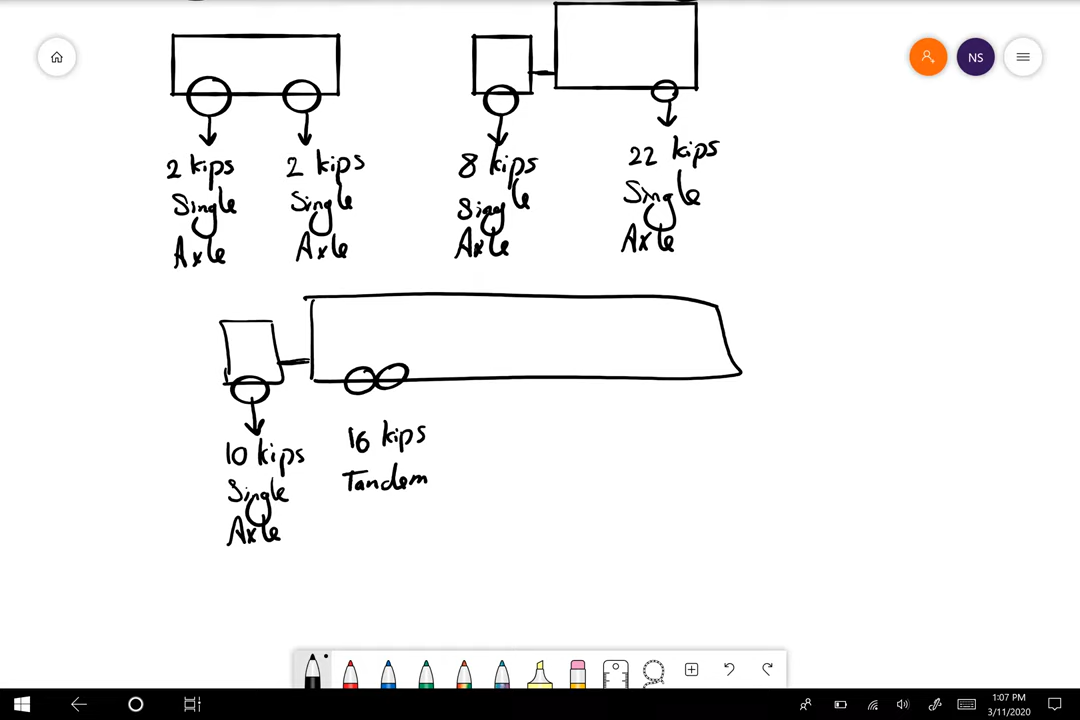 NS
2 kips
Single
Axle
2 kips
Single
Axle
8 kips
Single
Axle
22 kips
Single
Axle
10 kips
Single
Axle
16 kips
Tandem
1:07 PM
3/11/2020